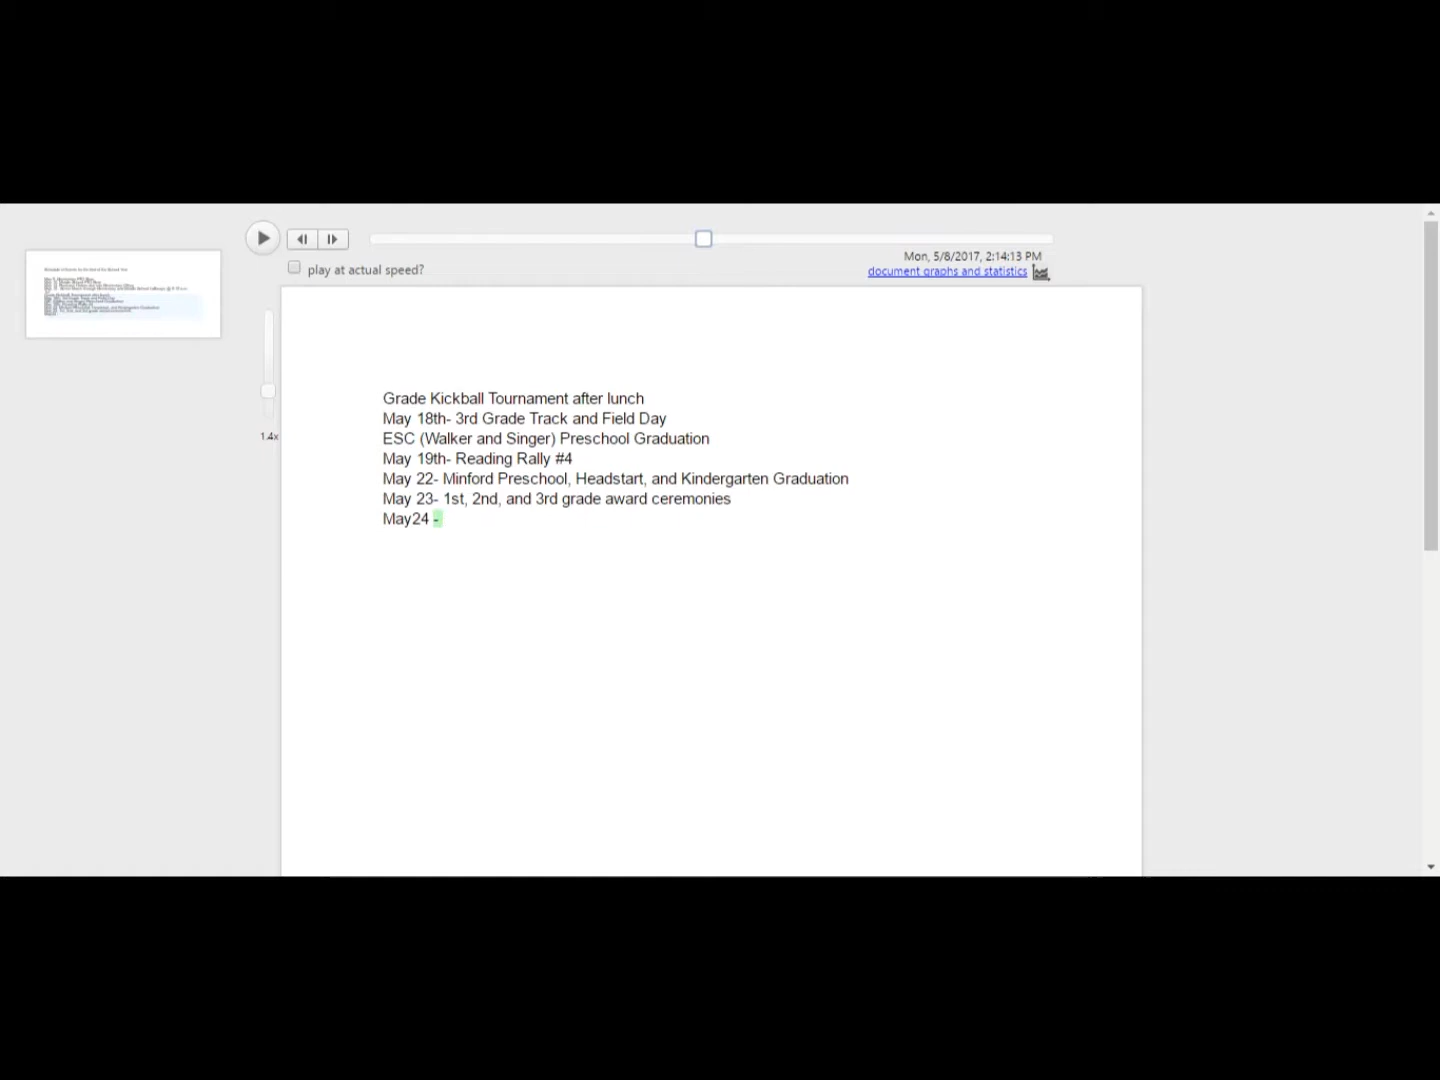 Mon, 5/8/2017, 2:14:13 PM
play at actual speed?
document graphs and statistics
1.4x
Grade Kickball Tournament after lunch
May 18th- 3rd Grade Track and Field Day
ESC (Walker and Singer) Preschool Graduation
May 19th- Reading Rally #4
May 22- Minford Preschool, Headstart, and Kindergarten Graduation
May 23- 1st, 2nd, and 3rd grade award ceremonies
May24 -